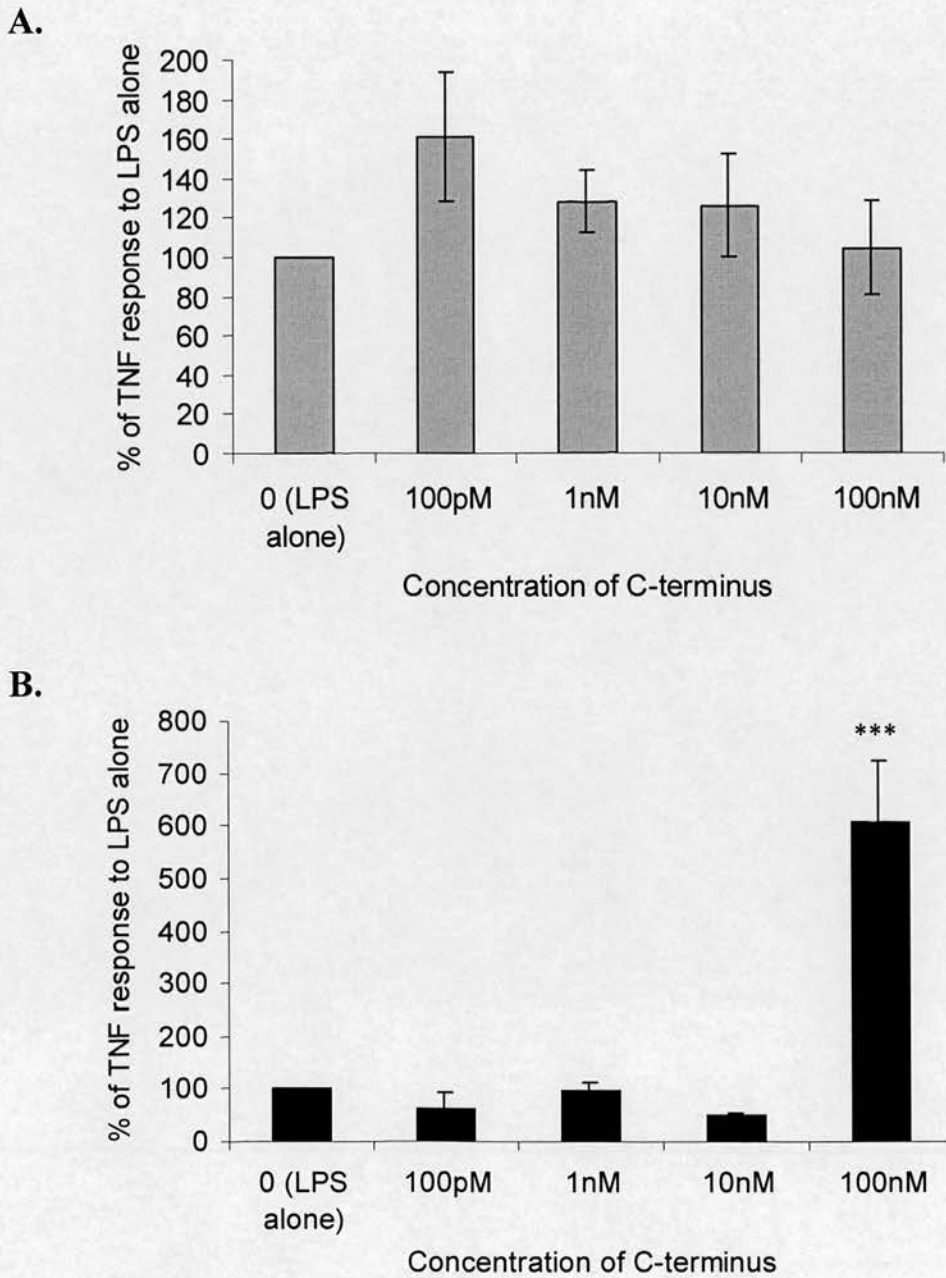 A.
% of TNF response to LPS alone
200
180
160
140
120
100
80
60
40
20
0
0 (LPS alone)
100pM
1nM
10nM
100nM
Concentration of C-terminus
B.
% of TNF response to LPS alone
800
700
600
500
400
300
200
100
0
***
0 (LPS alone)
100pM
1nM
10nM
100nM
Concentration of C-terminus